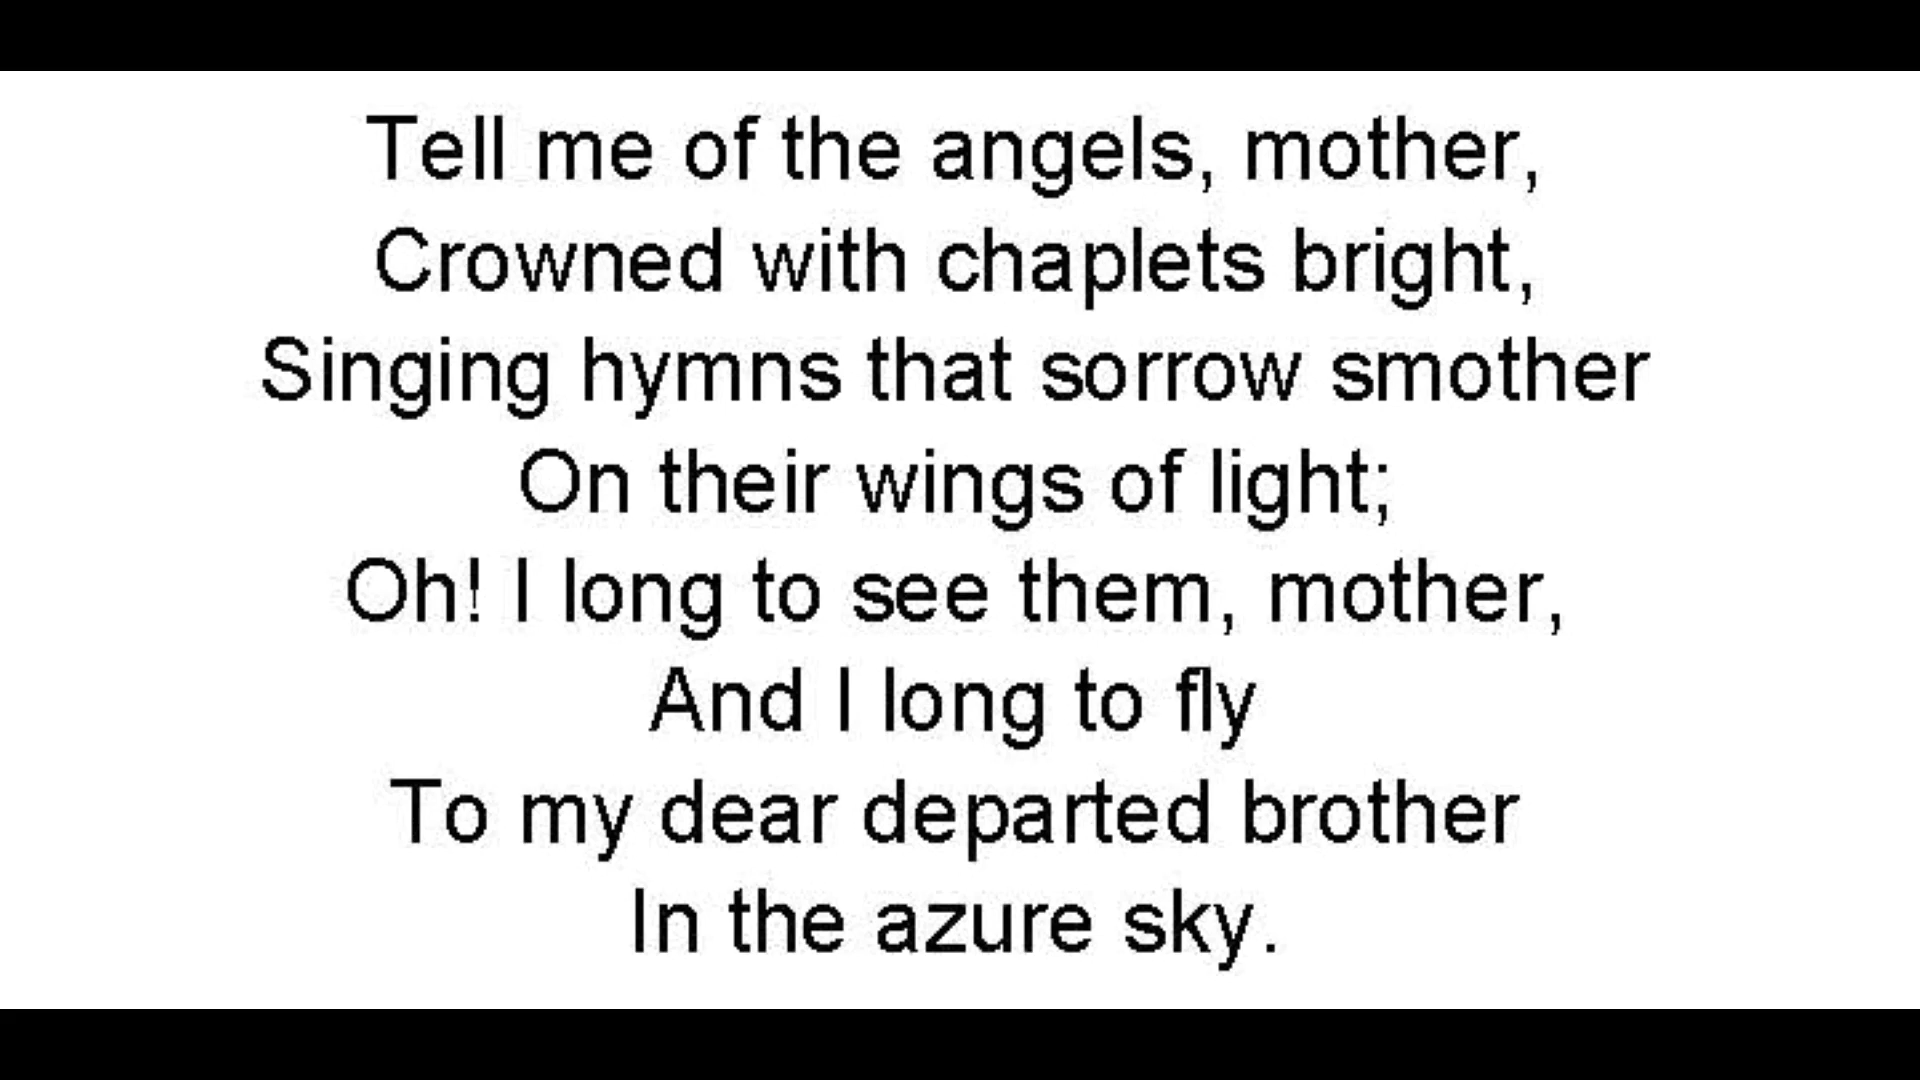 Tell me of the angels, mother,
Crowned with chaplets bright,
Singing hymns that sorrow smother
On their wings of light;
Oh! I long to see them, mother,
And I long to fly
To my dear departed brother
In the azure sky.